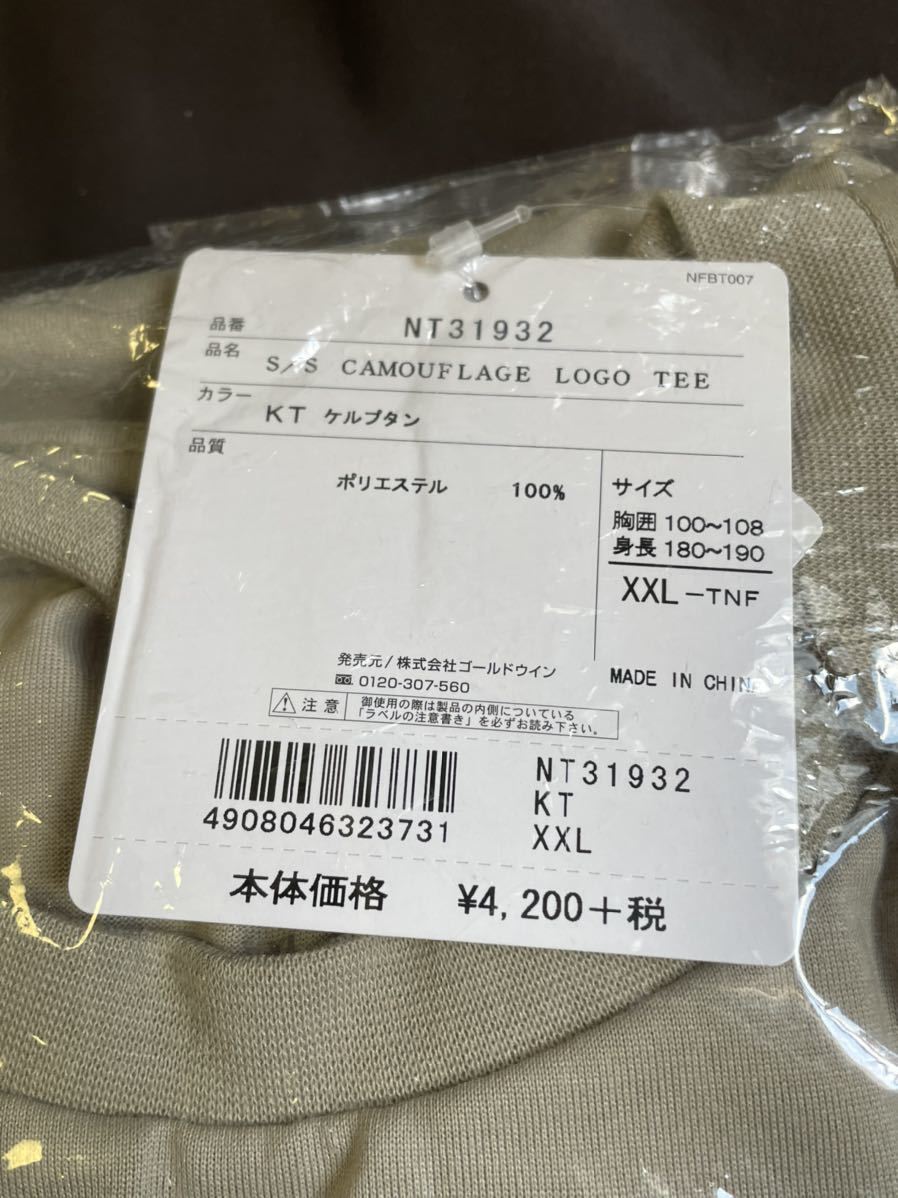 NFBT007
品番 NT31932
品名 S/S CAMOUFLAGE LOGO TEE
カラー KT ケルプタン
品質
ポリエステル 100%
サイズ
胸囲 100~108
身長 180~190
XXL-TNF
発売元/株式会社ゴールドウイン
0120-307-560
MADE IN CHIN
注意
御使用の際は製品の内側についている
「ラベルの注意書き」を必ずお読み下さい。
4908046323731
NT31932
KT
XXL
本体価格 ¥4,200+税